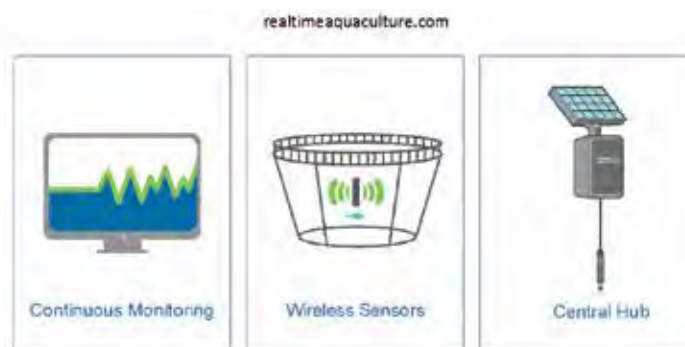 realtimeaquaculture.com
Continuous Monitoring
Wireless Sensors
Central Hub